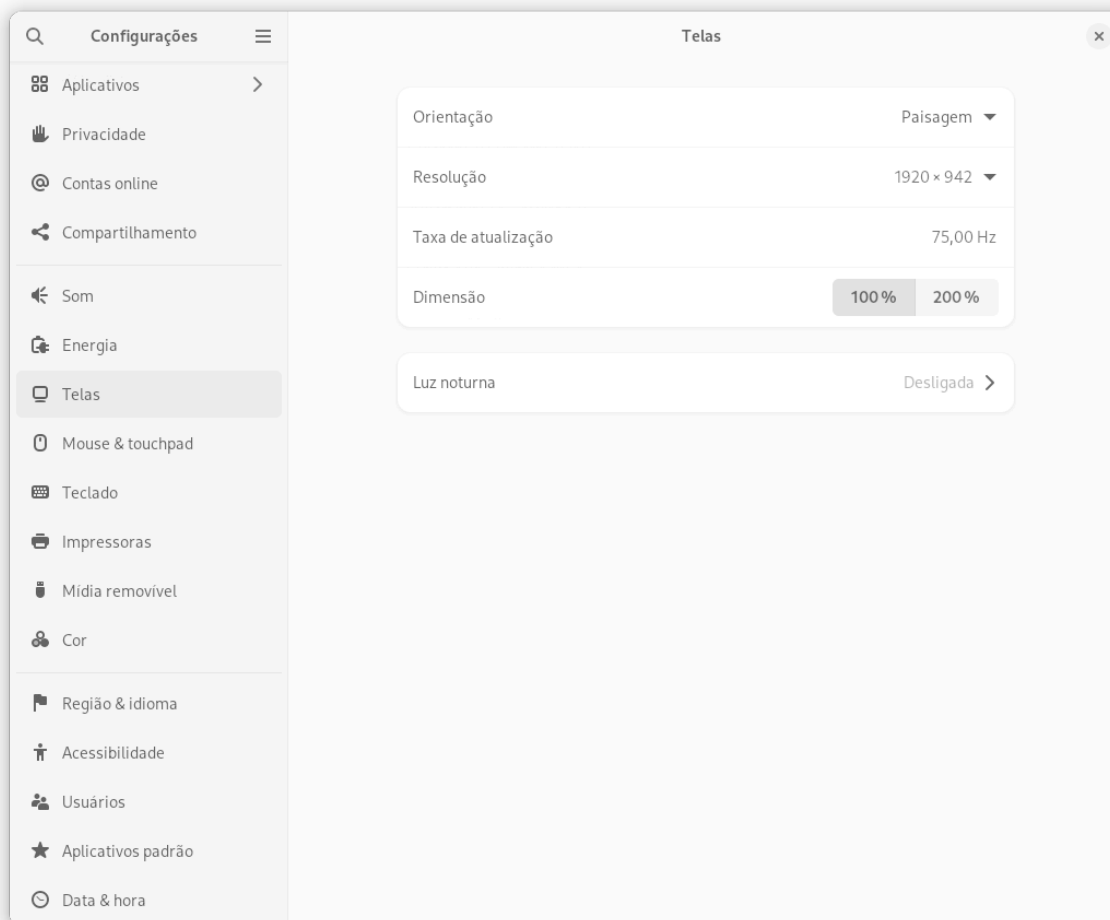 Configurações
Telas
Aplicativos
Privacidade
Contas online
Compartilhamento
Som
Energia
Telas
Mouse & touchpad
Teclado
Impressoras
Mídia removível
Cor
Região & idioma
Acessibilidade
Usuários
Aplicativos padrão
Data & hora
Orientação Paisagem
Resolução 1920 × 942
Taxa de atualização 75,00 Hz
Dimensão 100 % 200 %
Luz noturna Desligada